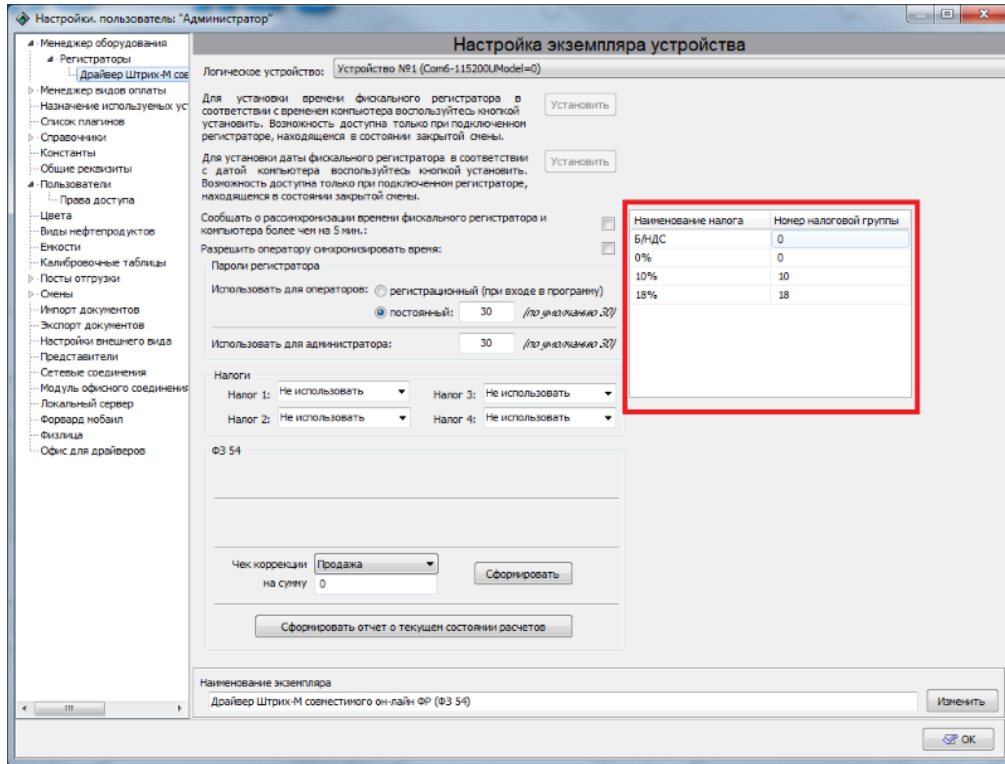 Настройки. пользователь: "Администратор"
Менеджер оборудования
Регистраторы
Драйвер Штрих-М сов
Менеджер видов оплаты
Назначение используемых уст
Список плагинов
Справочники
Константы
Общие реквизиты
Пользователи
Права доступа
Цвета
Виды нефтепродуктов
Емкости
Калибровочные таблицы
Посты отгрузки
Смены
Импорт документов
Экспорт документов
Настройки внешнего вида
Представители
Сетевые соединения
Модуль офисного соединения
Локальный сервер
Форвард мобаил
Физлица
Офис для драйверов
Настройка экземпляра устройства
Логическое устройство: Устройство №1 (Com6-115200UModel=0)
Для установки времени фискального регистратора в
соответствии с временем компьютера воспользуйтесь кнопкой
установить. Возможность доступна только при подключенном
регистраторе, находящемся в состоянии закрытой смены.
Установить
Для установки даты фискального регистратора в соответствии
с датой компьютера воспользуйтесь кнопкой установить.
Возможность доступна только при подключенном регистраторе,
находящемся в состоянии закрытой смены.
Установить
Сообщать о рассинхронизации времени фискального регистратора и
компьютера более чем на 5 мин.:
Разрешить оператору синхронизировать время:
Пароли регистратора
Использовать для операторов: регистрационный (при входе в программу)
постоянный: 30 /по умолчанию 30/
Использовать для администратора: 30 /по умолчанию 30/
Налоги
Налог 1: Не использовать Налог 3: Не использовать
Налог 2: Не использовать Налог 4: Не использовать
ФЗ 54
Чек коррекции Продажа
на сумму 0
Сформировать
Сформировать отчет о текущем состоянии расчетов
Наименование налога Номер налоговой группы
Б/НДС 0
0% 0
10% 10
18% 18
Наименование экземпляра
Драйвер Штрих-М совместимого он-лайн ФР (ФЗ 54)
Изменить
ОК